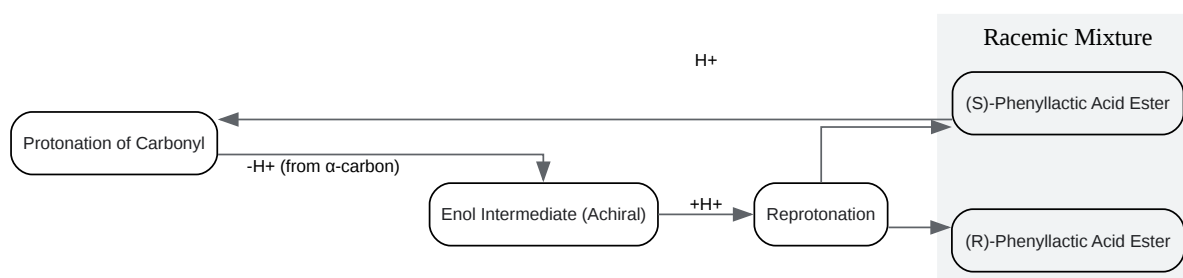 Racemic Mixture
H+
(S)-Phenyllactic Acid Ester
Protonation of Carbonyl
-H+ (from α-carbon)
Enol Intermediate (Achiral)
+H+
Reprotonation
(R)-Phenyllactic Acid Ester